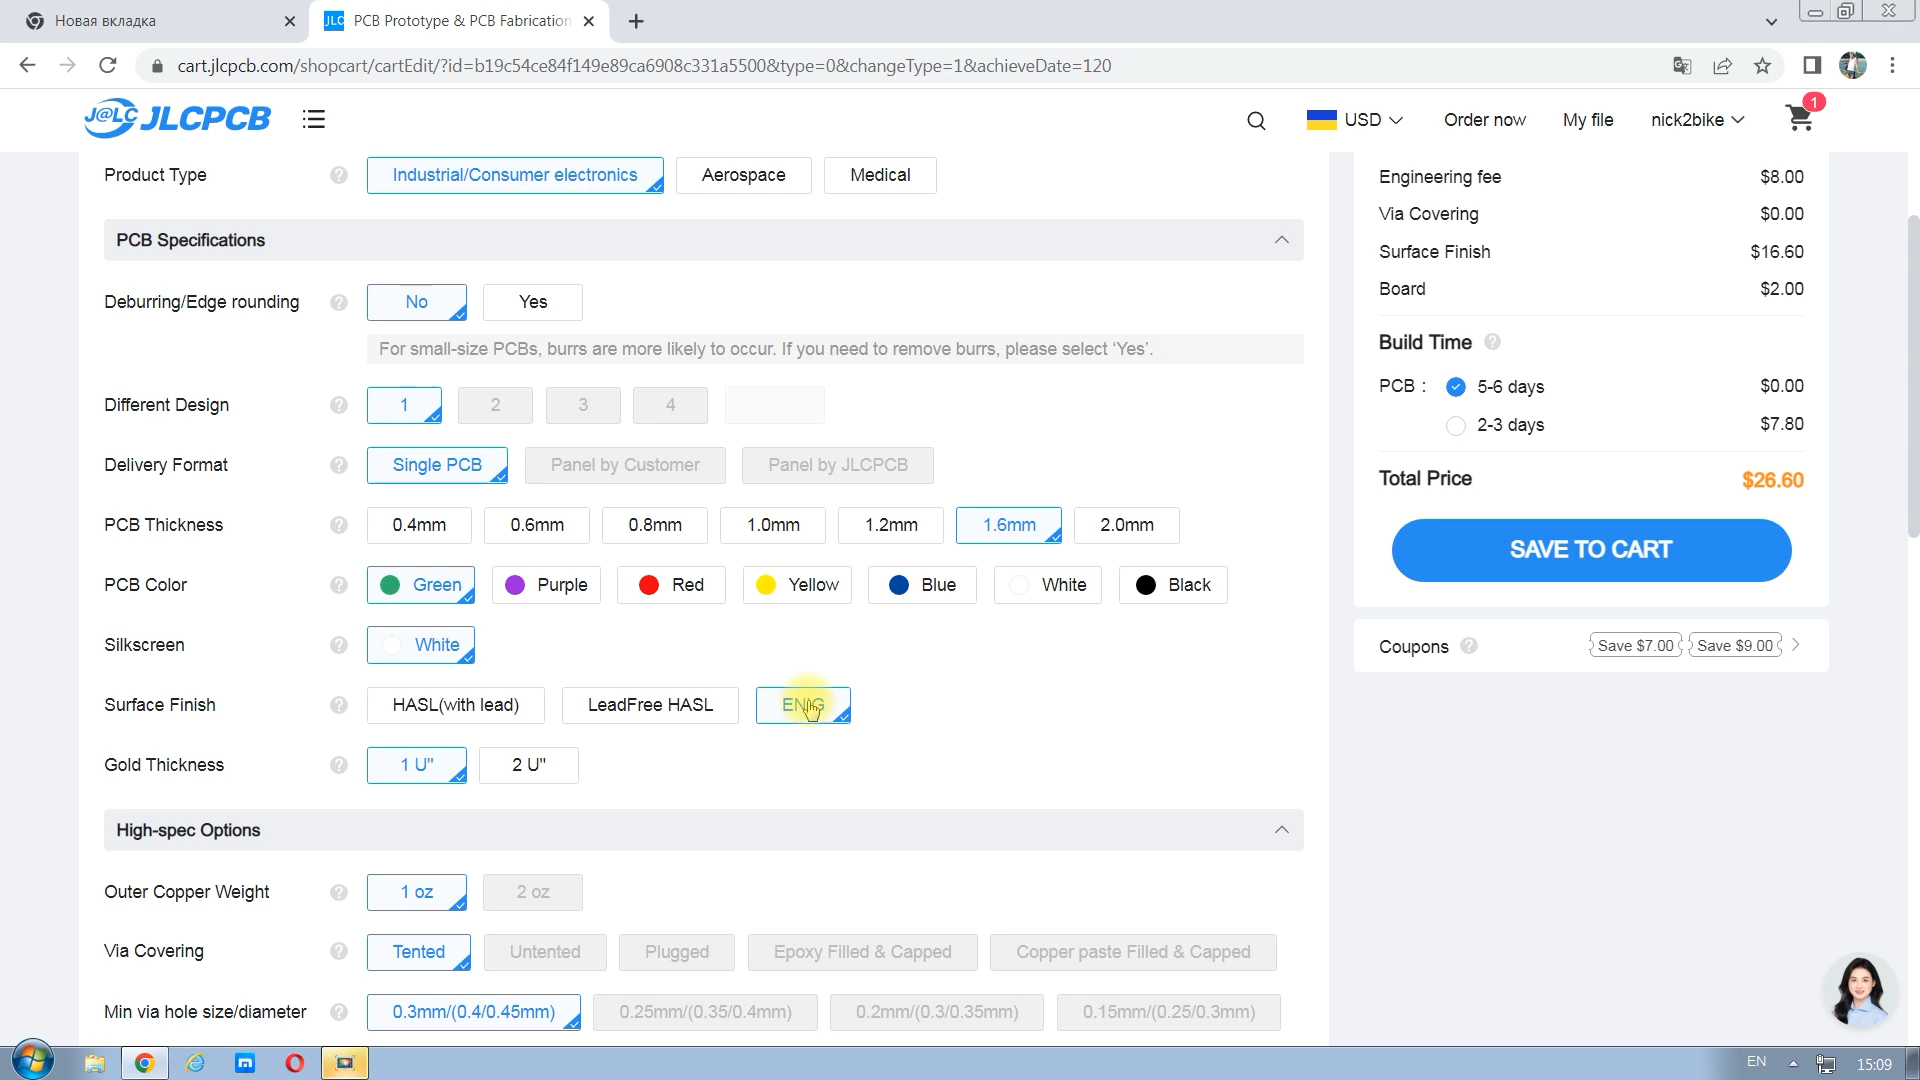 Новая вкладка
JLC PCB Prototype & PCB Fabrication
cart.jlcpcb.com/shopcart/cartEdit/?id=b19c54ce84f149e89ca6908c331a5500&type=0&changeType=1&achieveDate=120
J@LC JLCPCB
USD
Order now
My file
nick2bike
1
Product Type
Industrial/Consumer electronics
Aerospace
Medical
PCB Specifications
Deburring/Edge rounding
No
Yes
For small-size PCBs, burrs are more likely to occur. If you need to remove burrs, please select ‘Yes’.
Different Design
1
2
3
4
Delivery Format
Single PCB
Panel by Customer
Panel by JLCPCB
PCB Thickness
0.4mm
0.6mm
0.8mm
1.0mm
1.2mm
1.6mm
2.0mm
PCB Color
Green
Purple
Red
Yellow
Blue
White
Black
Silkscreen
White
Surface Finish
HASL(with lead)
LeadFree HASL
ENIG
Gold Thickness
1 U"
2 U"
High-spec Options
Outer Copper Weight
1 oz
2 oz
Via Covering
Tented
Untented
Plugged
Epoxy Filled & Capped
Copper paste Filled & Capped
Min via hole size/diameter
0.3mm/(0.4/0.45mm)
0.25mm/(0.35/0.4mm)
0.2mm/(0.3/0.35mm)
0.15mm/(0.25/0.3mm)
Engineering fee $8.00
Via Covering $0.00
Surface Finish $16.60
Board $2.00
Build Time
PCB : 5-6 days $0.00
2-3 days $7.80
Total Price $26.60
SAVE TO CART
Coupons
Save $7.00
Save $9.00
EN
15:09